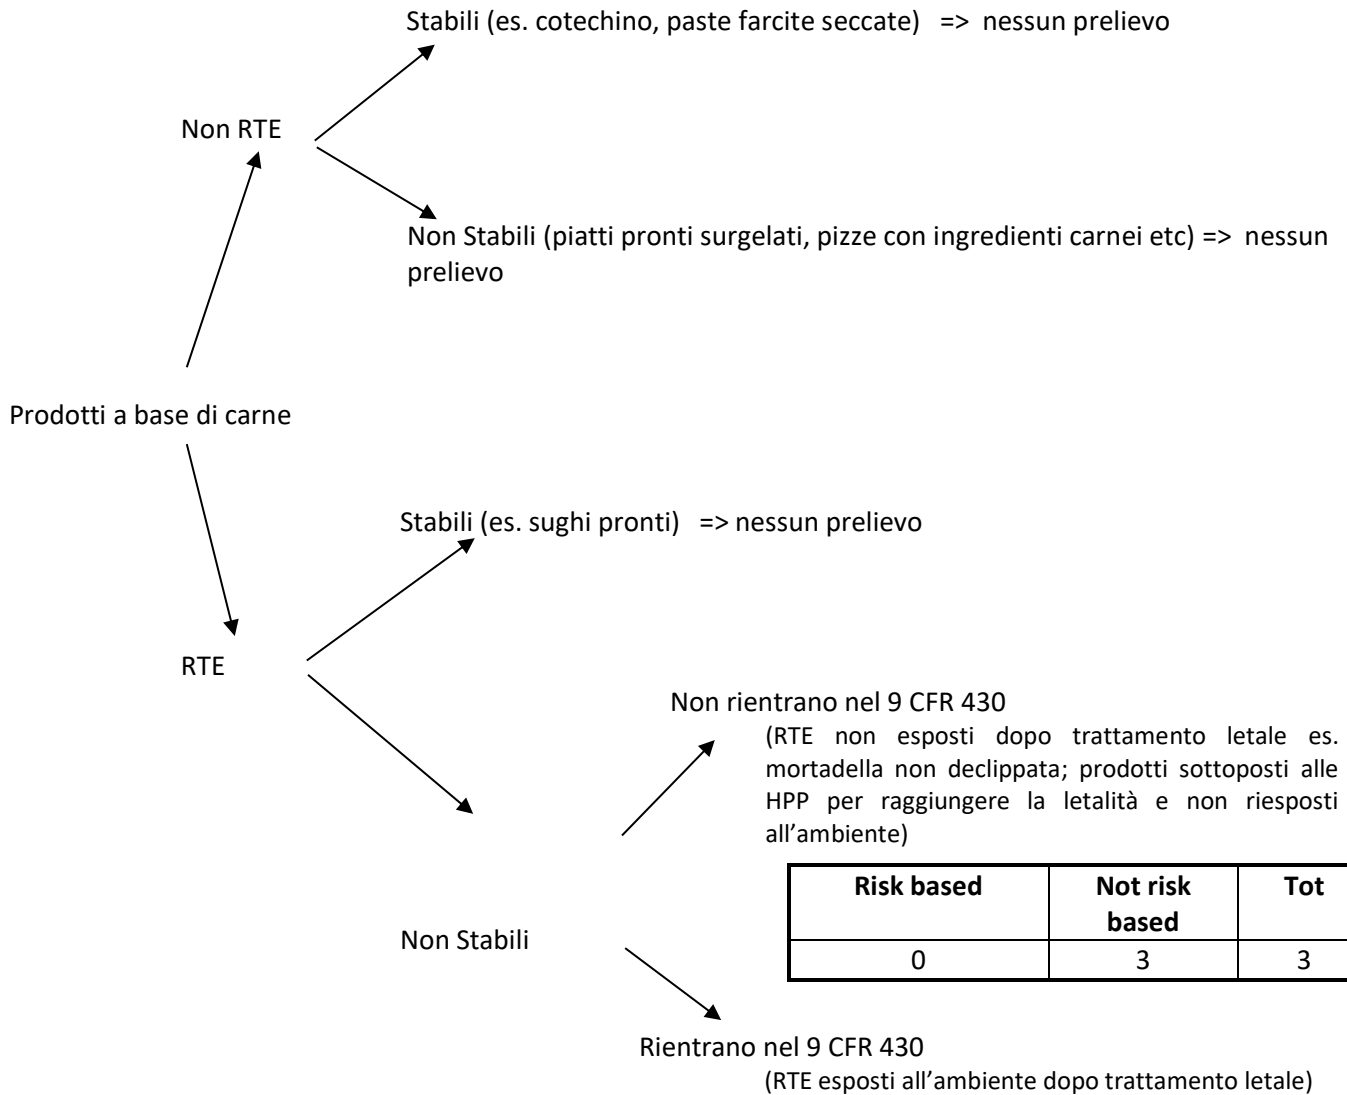 Stabili (es. cotechino, paste farcite seccate)   =>  nessun prelievo
Non RTE
Non Stabili (piatti pronti surgelati, pizze con ingredienti carnei etc) =>  nessun
prelievo
Prodotti a base di carne
Stabili (es. sughi pronti)   => nessun prelievo
RTE
Non rientrano nel 9 CFR 430
(RTE non esposti dopo trattamento letale es.
mortadella non declippata; prodotti sottoposti alle
HPP per raggiungere la letalità e non riesposti
all’ambiente)
Risk based   Not risk based   Tot
0   3   3
Non Stabili
Rientrano nel 9 CFR 430
(RTE esposti all’ambiente dopo trattamento letale)